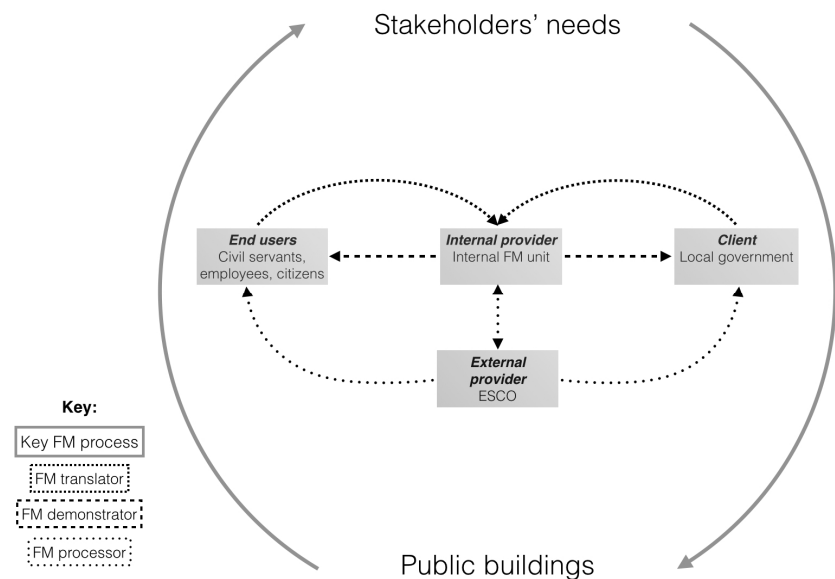 Stakeholders' needs
End users
Civil servants,
employees, citizens
Internal provider
Internal FM unit
Client
Local government
External
provider
ESCO
Key:
Key FM process
FM translator
FM demonstrator
FM processor
Public buildings